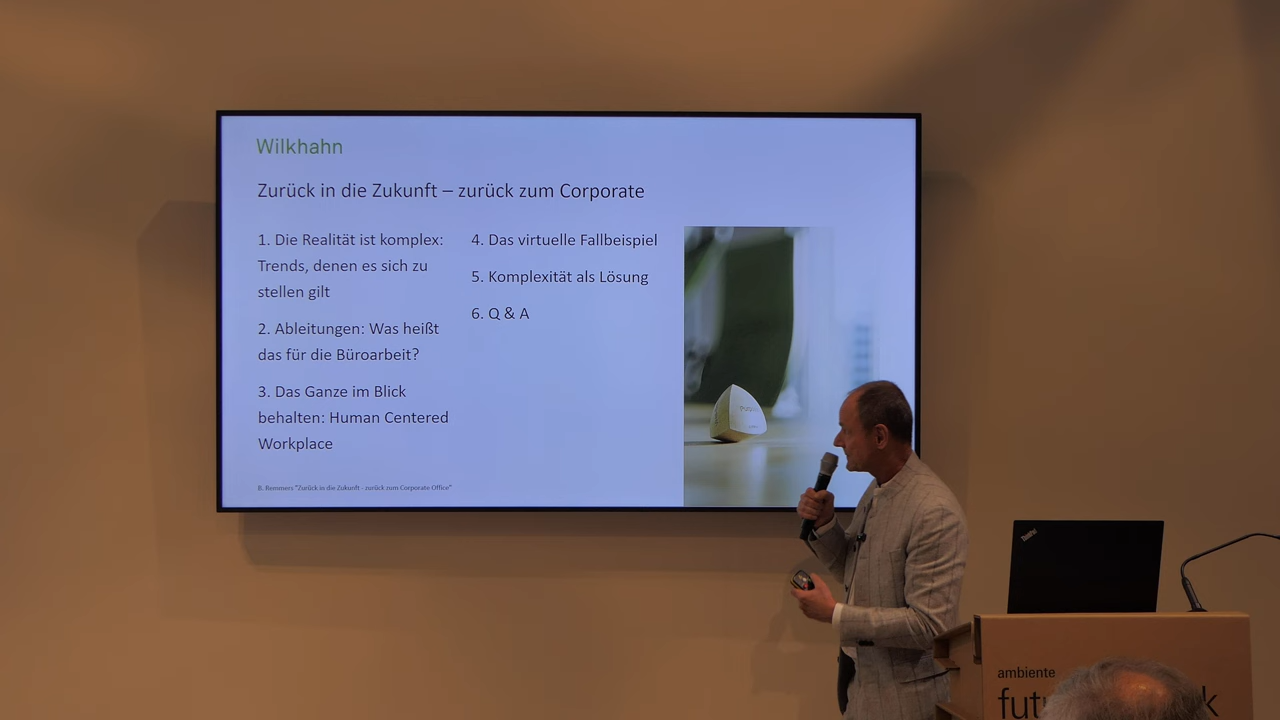 Wilkhahn
Zurück in die Zukunft – zurück zum Corporate
1. Die Realität ist komplex:
Trends, denen es sich zu
stellen gilt
2. Ableitungen: Was heißt
das für die Büroarbeit?
3. Das Ganze im Blick
behalten: Human Centered
Workplace
4. Das virtuelle Fallbeispiel
5. Komplexität als Lösung
6. Q & A
B. Remmers "Zurück in die Zukunft - zurück zum Corporate Office"
ThinkPad
ambiente